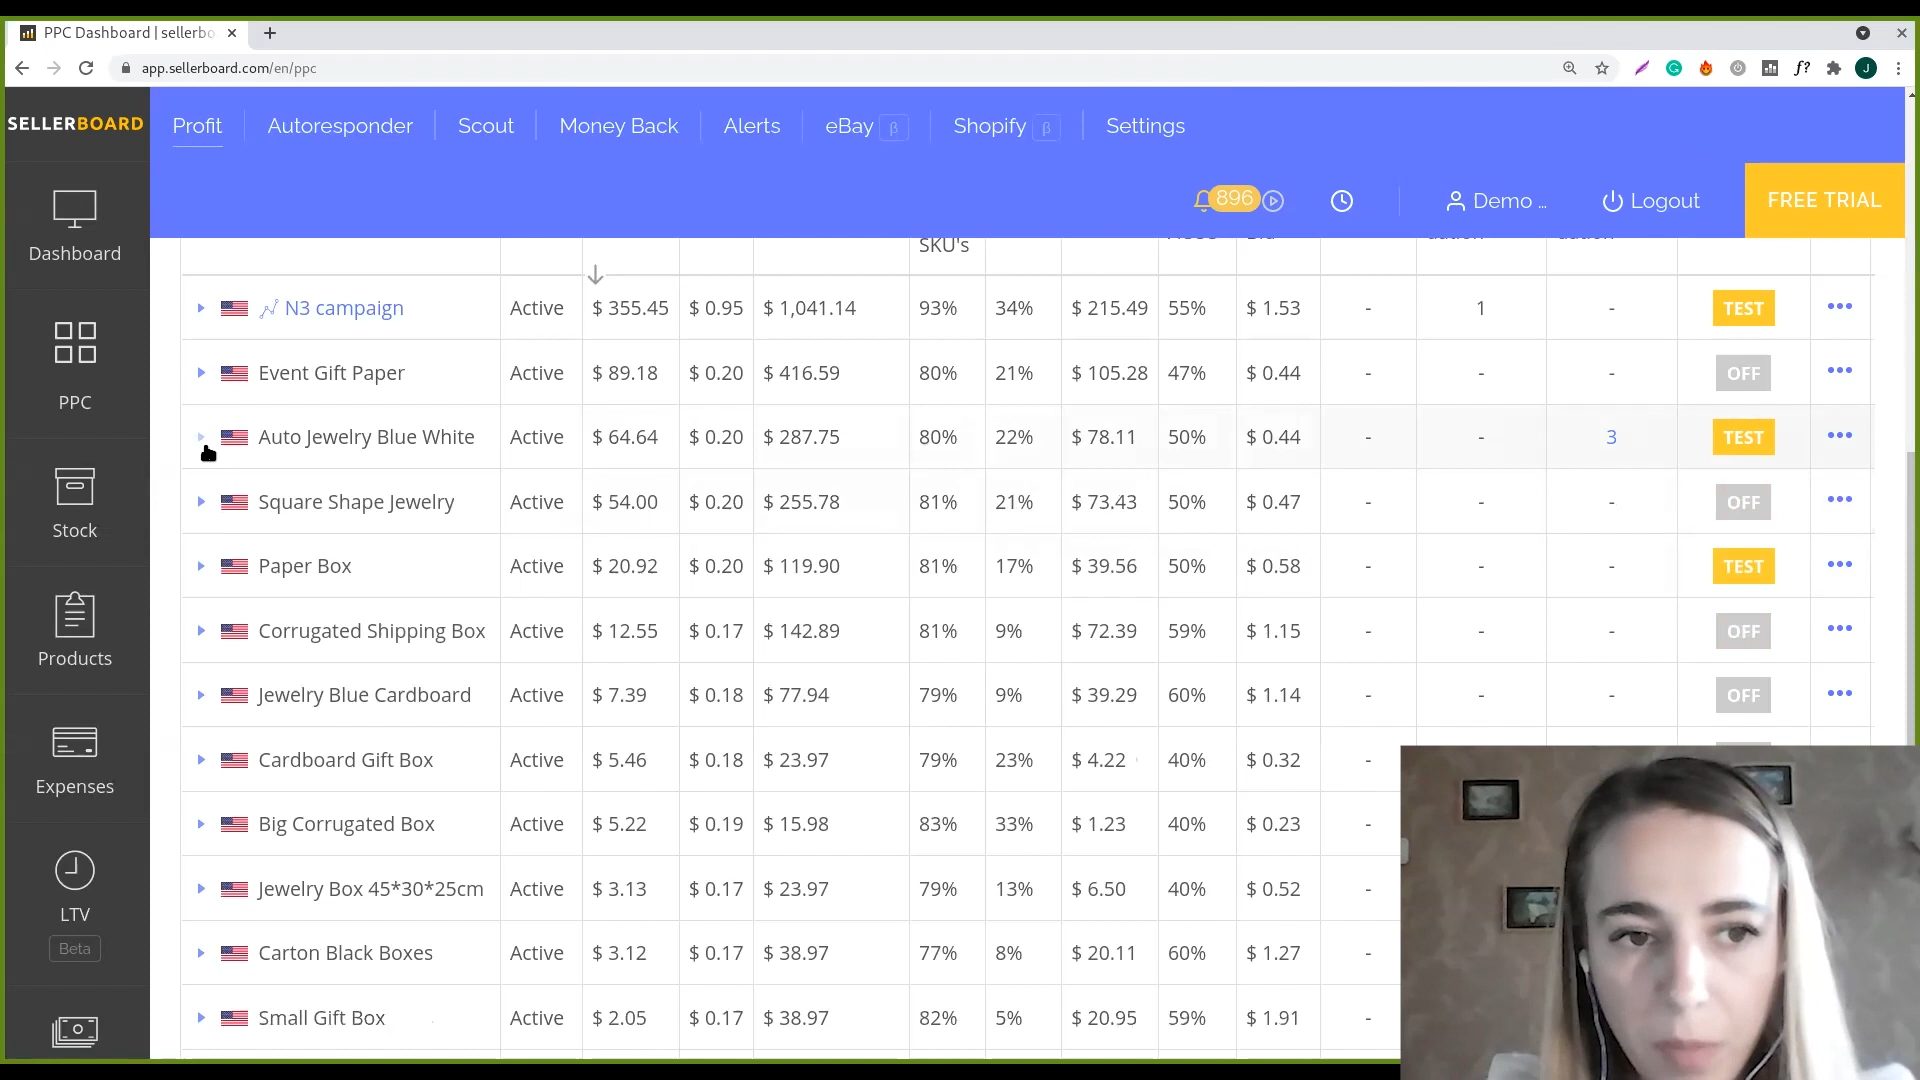 PPC Dashboard | sellerbo
app.sellerboard.com/en/ppc
SELLERBOARD
Profit Autoresponder Scout Money Back Alerts eBay β Shopify β Settings
896 Demo ... Logout FREE TRIAL
Dashboard
PPC
Stock
Products
Expenses
LTV
Beta
SKU's
N3 campaign Active $ 355.45 $ 0.95 $ 1,041.14 93% 34% $ 215.49 55% $ 1.53 - 1 - TEST •••
Event Gift Paper Active $ 89.18 $ 0.20 $ 416.59 80% 21% $ 105.28 47% $ 0.44 - - - OFF •••
Auto Jewelry Blue White Active $ 64.64 $ 0.20 $ 287.75 80% 22% $ 78.11 50% $ 0.44 - - 3 TEST •••
Square Shape Jewelry Active $ 54.00 $ 0.20 $ 255.78 81% 21% $ 73.43 50% $ 0.47 - - - OFF •••
Paper Box Active $ 20.92 $ 0.20 $ 119.90 81% 17% $ 39.56 50% $ 0.58 - - - TEST •••
Corrugated Shipping Box Active $ 12.55 $ 0.17 $ 142.89 81% 9% $ 72.39 59% $ 1.15 - - - OFF •••
Jewelry Blue Cardboard Active $ 7.39 $ 0.18 $ 77.94 79% 9% $ 39.29 60% $ 1.14 - - - OFF •••
Cardboard Gift Box Active $ 5.46 $ 0.18 $ 23.97 79% 23% $ 4.22 40% $ 0.32 -
Big Corrugated Box Active $ 5.22 $ 0.19 $ 15.98 83% 33% $ 1.23 40% $ 0.23 -
Jewelry Box 45*30*25cm Active $ 3.13 $ 0.17 $ 23.97 79% 13% $ 6.50 40% $ 0.52 -
Carton Black Boxes Active $ 3.12 $ 0.17 $ 38.97 77% 8% $ 20.11 60% $ 1.27 -
Small Gift Box Active $ 2.05 $ 0.17 $ 38.97 82% 5% $ 20.95 59% $ 1.91 -